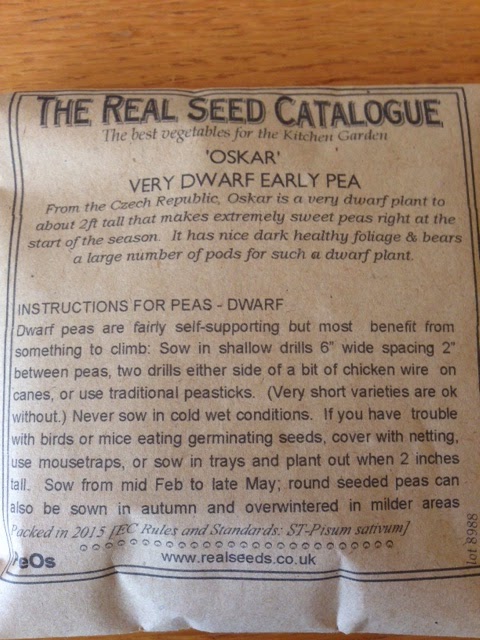 THE REAL SEED CATALOGUE
The best vegetables for the Kitchen Garden
'OSKAR'
VERY DWARF EARLY PEA
From the Czech Republic, Oskar is a very dwarf plant to
about 2ft tall that makes extremely sweet peas right at the
start of the season. It has nice dark healthy foliage & bears
a large number of pods for such a dwarf plant.
INSTRUCTIONS FOR PEAS - DWARF
Dwarf peas are fairly self-supporting but most benefit from
something to climb: Sow in shallow drills 6" wide spacing 2"
between peas, two drills either side of a bit of chicken wire on
canes, or use traditional peasticks. (Very short varieties are ok
without.) Never sow in cold wet conditions. If you have trouble
with birds or mice eating germinating seeds, cover with netting,
use mousetraps, or sow in trays and plant out when 2 inches
tall. Sow from mid Feb to late May; round seeded peas can
also be sown in autumn and overwintered in milder areas
Packed in 2015 [EC Rules and Standards: ST-Pisum sativum]
PeOs
www.realseeds.co.uk
lot 8988